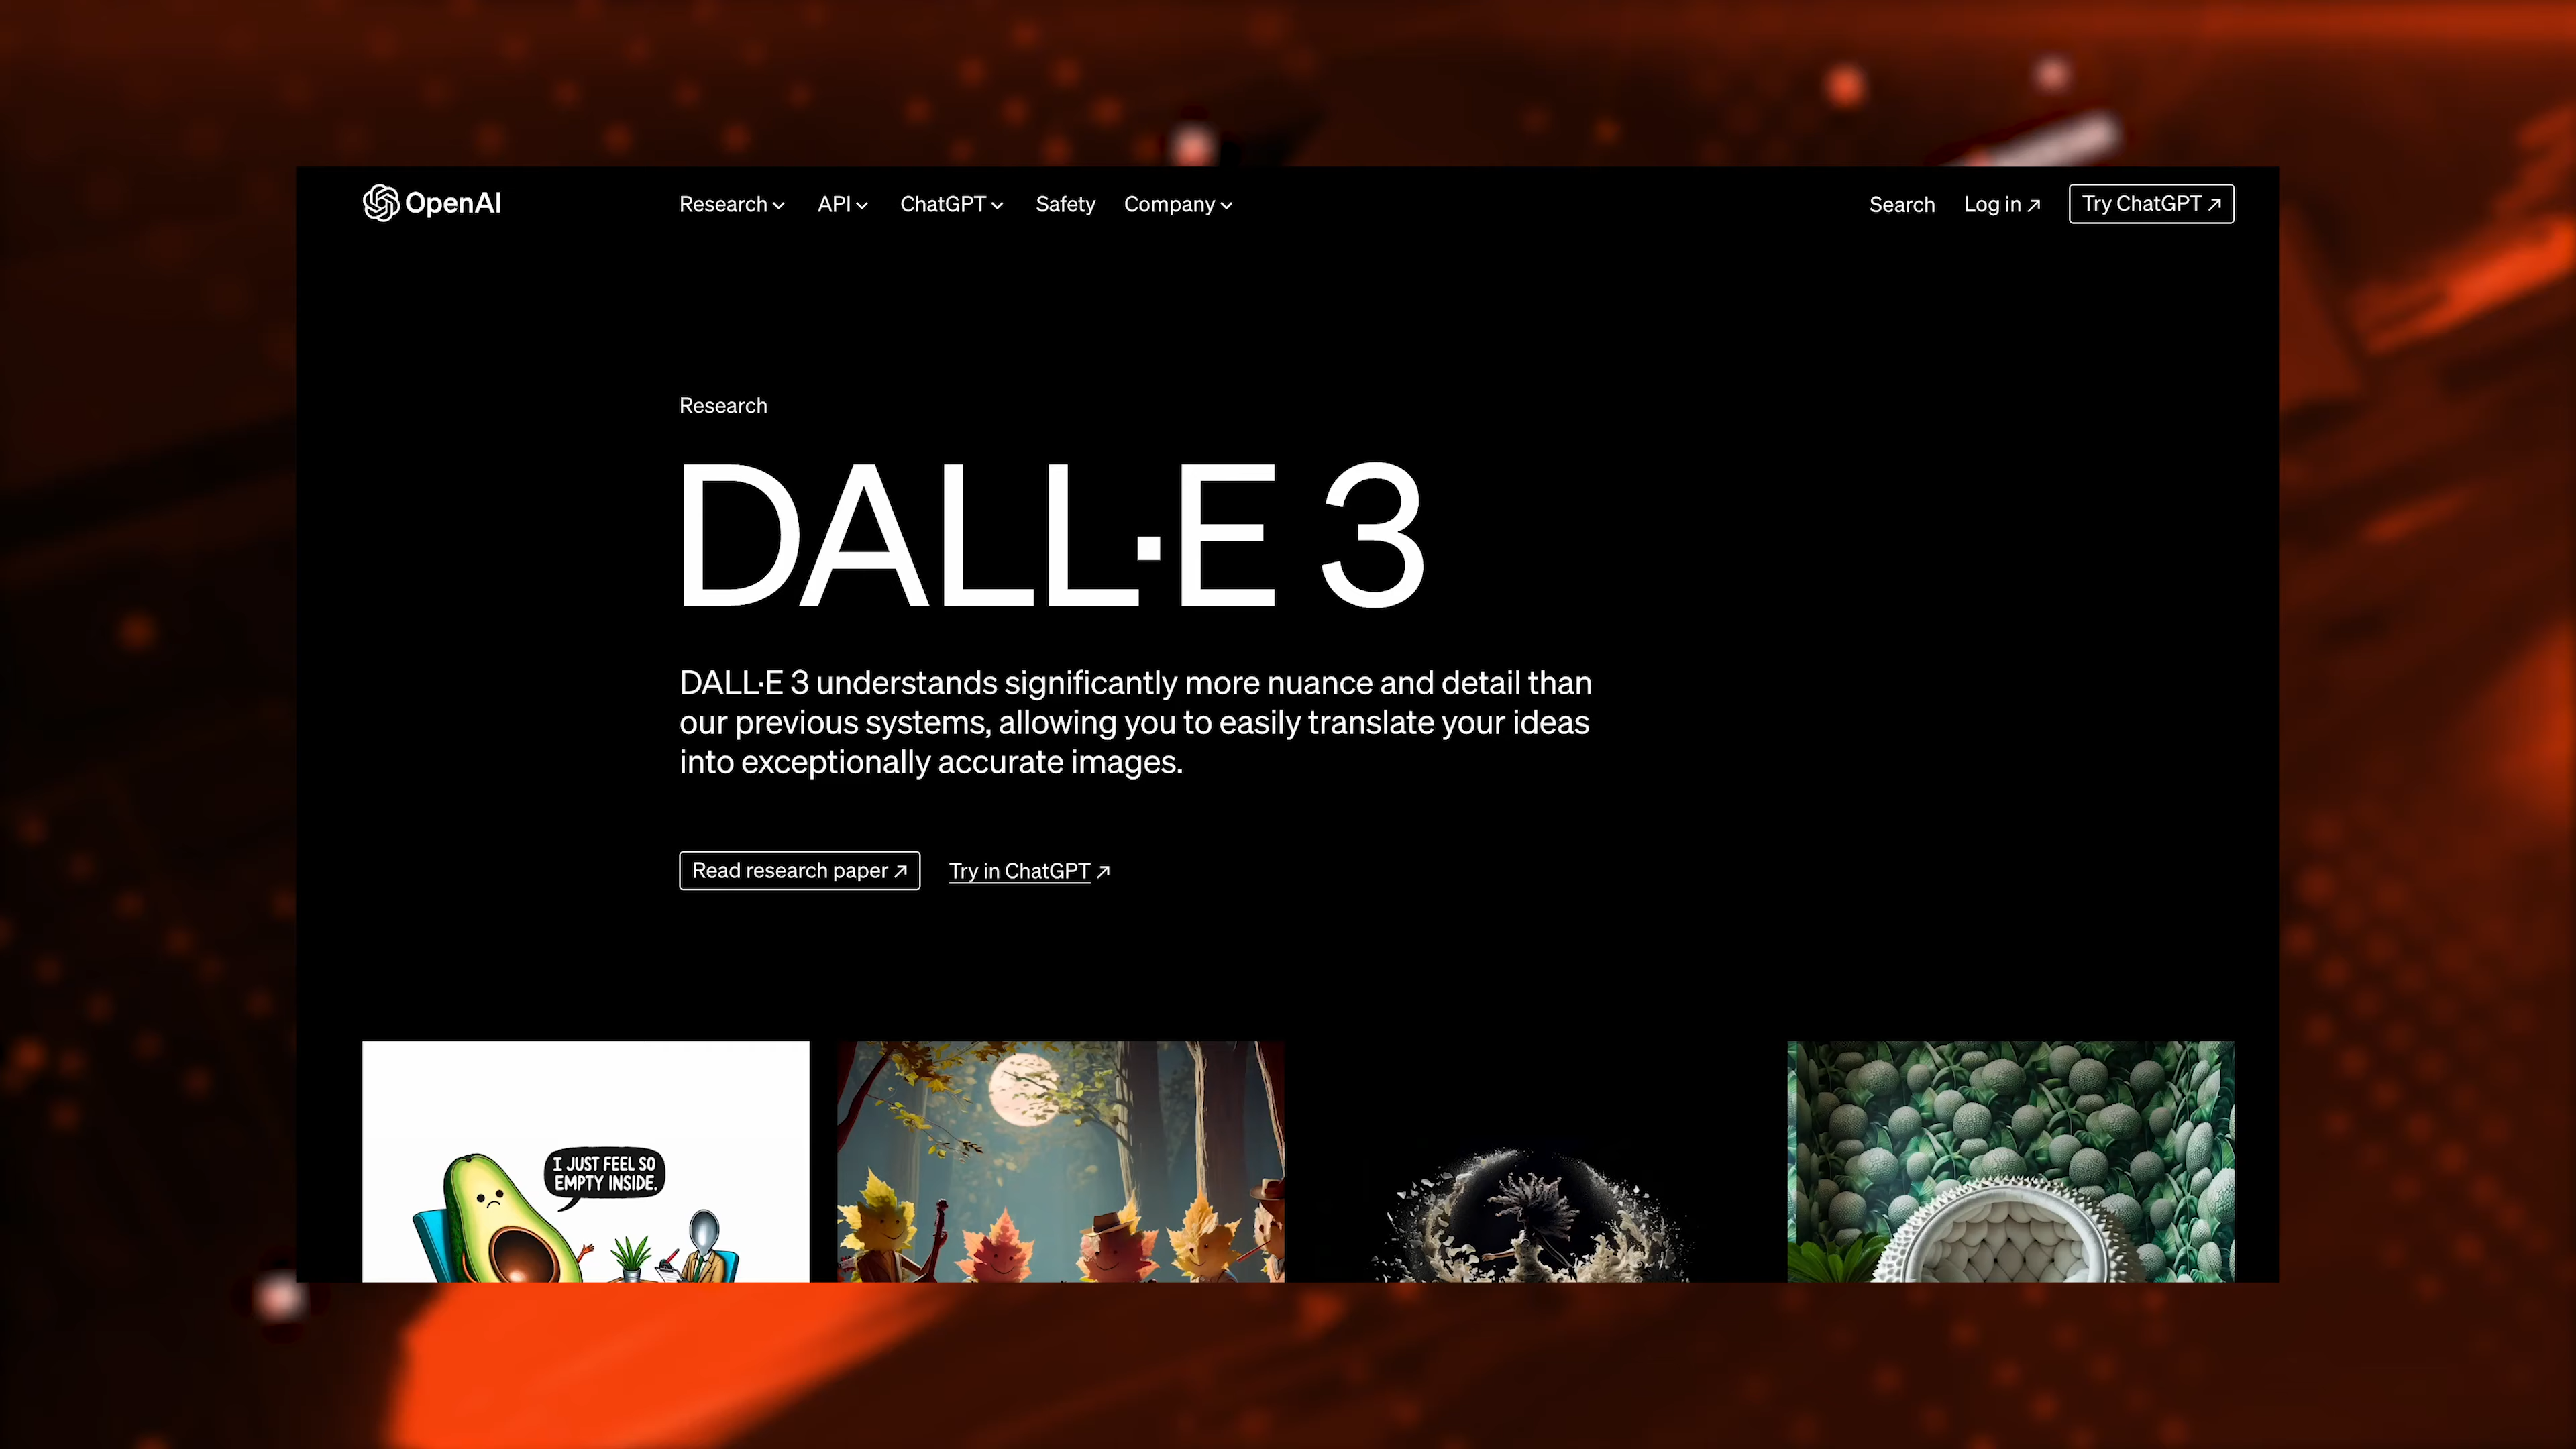 OpenAI
Research
API
ChatGPT
Safety
Company
Search
Log in ↗
Try ChatGPT ↗
Research
DALL·E 3
DALL·E 3 understands significantly more nuance and detail than
our previous systems, allowing you to easily translate your ideas
into exceptionally accurate images.
Read research paper ↗
Try in ChatGPT ↗
I JUST FEEL SO
EMPTY INSIDE.